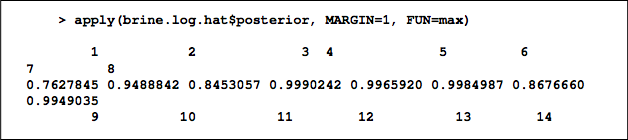 > apply(brine.log.hat$posterior, MARGIN=1, FUN=max)
1 2 3 4 5 6
7 8
0.7627845 0.9488842 0.8453057 0.9990242 0.9965920 0.9984987 0.8676660
0.9949035
9 10 11 12 13 14